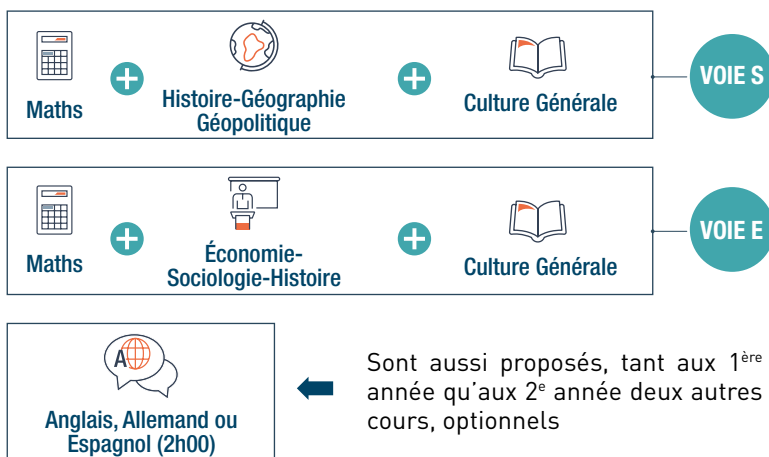 Maths
Histoire-Géographie
Géopolitique
Culture Générale
VOIE S
Maths
Économie-
Sociologie-Histoire
Culture Générale
VOIE E
A
Anglais, Allemand ou
Espagnol (2h00)
Sont aussi proposés, tant aux 1ère
année qu'aux 2e année deux autres
cours, optionnels